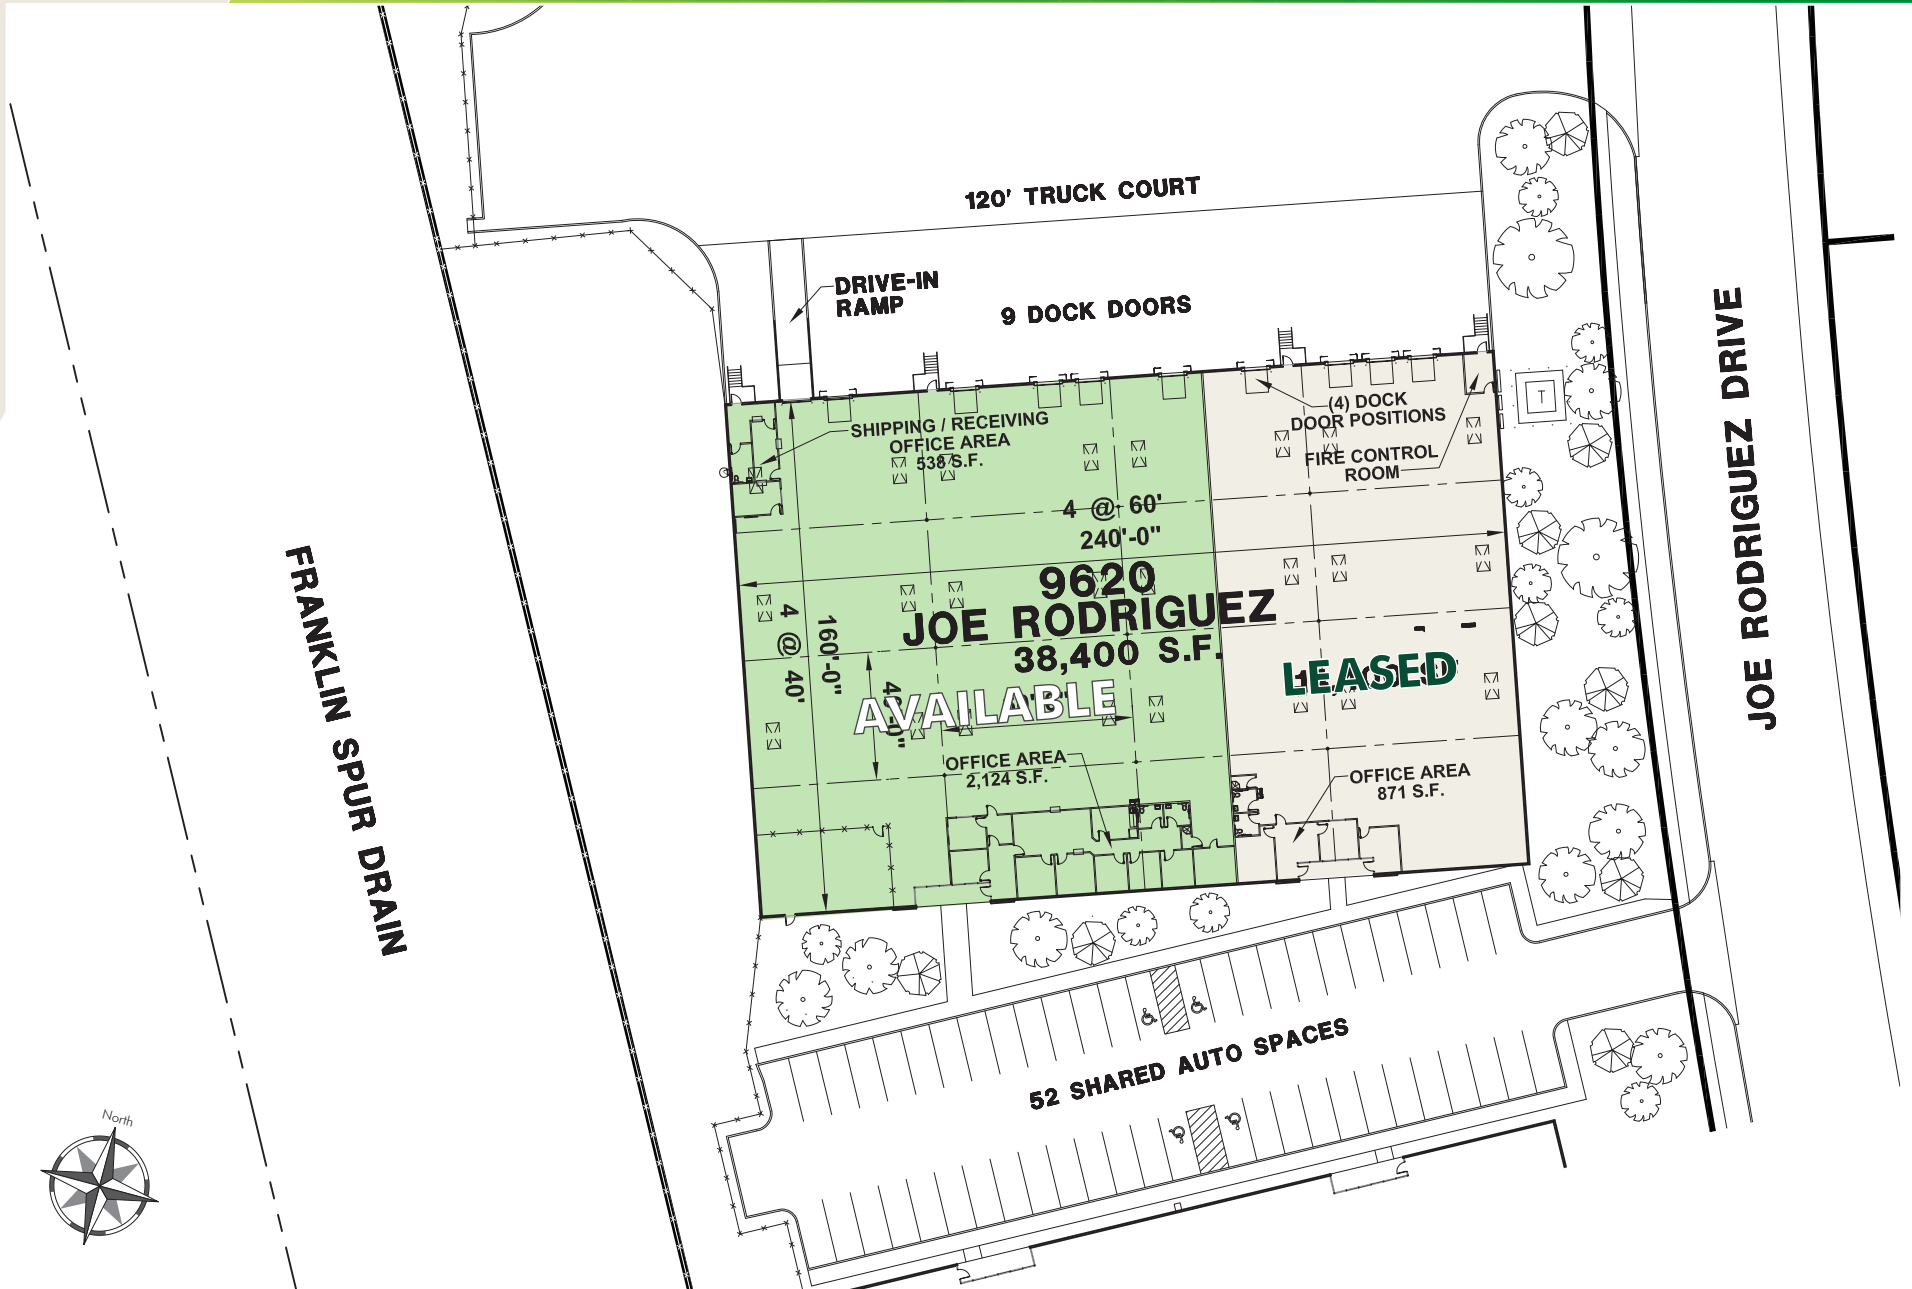 120' TRUCK COURT
DRIVE-IN
RAMP
9 DOCK DOORS
SHIPPING / RECEIVING
OFFICE AREA
538 S.F.
(4) DOCK
DOOR POSITIONS
FIRE CONTROL
ROOM
T
4 @ 60'
240'-0"
9620
JOE RODRIGUEZ
38,400 S.F.
4 @ 40'
160'-0"
AVAILABLE
LEASED
OFFICE AREA
2,124 S.F.
OFFICE AREA
871 S.F.
FRANKLIN SPUR DRAIN
JOE RODRIGUEZ DRIVE
52 SHARED AUTO SPACES
North